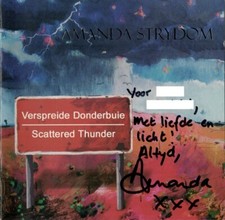 AMANDA STRYDOM
Verspreide Donderbuie
Scattered Thunder
Voor
,
Met liefde en
licht!
Altyd,
Amanda
xxx